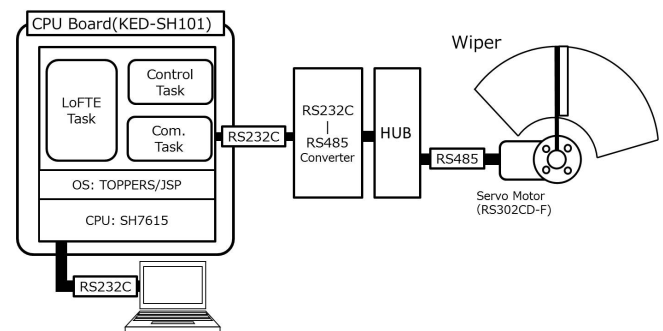 CPU Board(KED-SH101)
LoFTE
Task
Control
Task
Com.
Task
OS: TOPPERS/JSP
CPU: SH7615
RS232C
RS232C
RS232C
|
RS485
Converter
HUB
RS485
Wiper
Servo Motor
(RS302CD-F)